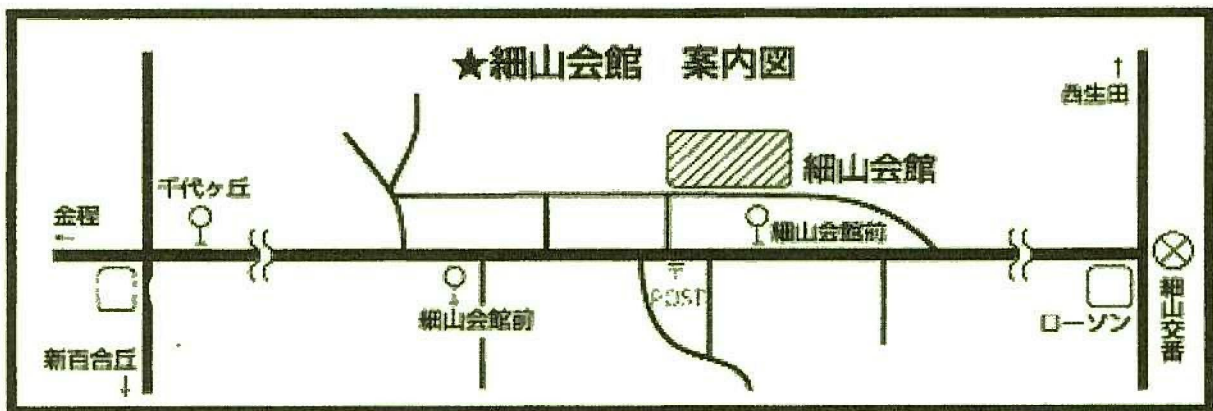 ★細山会館 案内図
↑
西生田
細山会館
千代ヶ丘
金程
←
細山会館前
〒
POST
細山会館前
ローソン
細山交番
新百合丘
↓